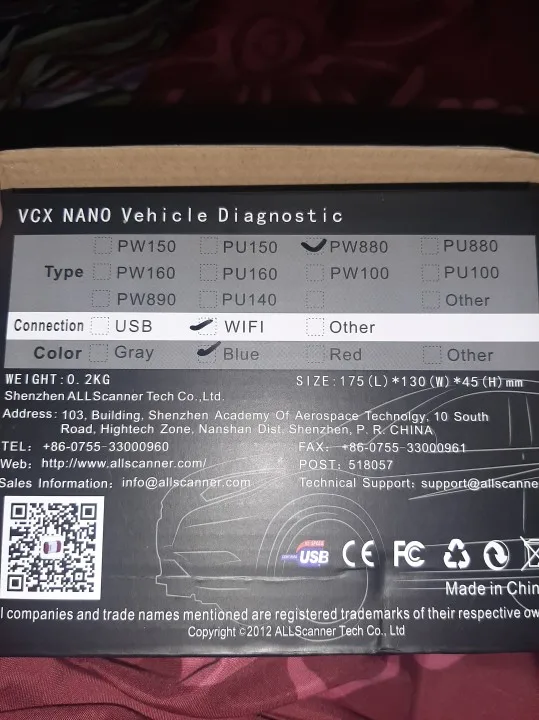 VCX NANO Vehicle Diagnostic
PW150 PU150 PW880 PU880
Type PW160 PU160 PW100 PU100
PW890 PU140 Other
Connection USB WIFI Other
Color Gray Blue Red Other
WEIGHT:0.2KG SIZE:175(L)*130(W)*45(H)mm
Shenzhen ALLScanner Tech Co.,Ltd.
Address: 103, Building, Shenzhen Academy Of Aerospace Technolgy, 10 South
Road, Hightech Zone, Nanshan Dist, Shenzhen, P. R. CHINA
TEL: +86-0755-33000960 FAX: +86-0755-33000961
Web: http://www.allscanner.com/ POST: 518057
Sales Information: info@allscanner.com Technical Support: support@allscanne
USB CE FC
Made in Chin
l companies and trade names mentioned are registered trademarks of their respective ow
Copyright ©2012 ALLScanner Tech Co., Ltd